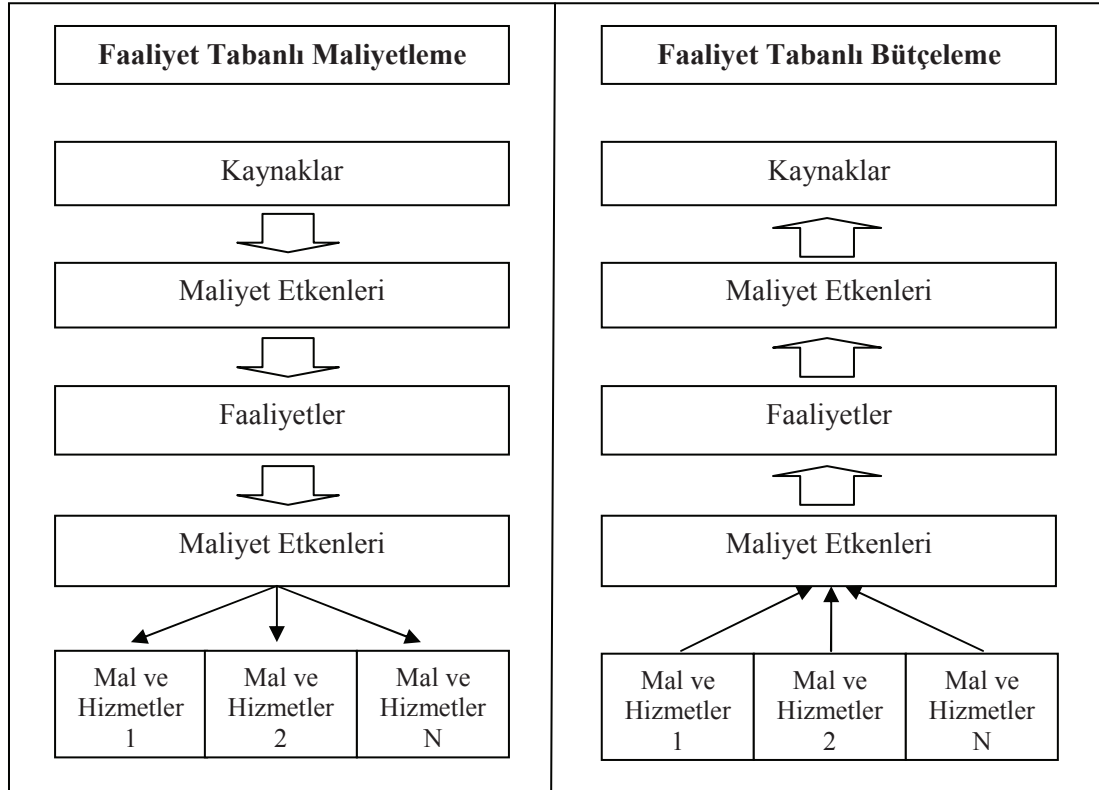 Faaliyet Tabanlı Maliyetleme
Kaynaklar
Maliyet Etkenleri
Faaliyetler
Maliyet Etkenleri
Mal ve
Hizmetler
1
Mal ve
Hizmetler
2
Mal ve
Hizmetler
N
Faaliyet Tabanlı Bütçeleme
Kaynaklar
Maliyet Etkenleri
Faaliyetler
Maliyet Etkenleri
Mal ve
Hizmetler
1
Mal ve
Hizmetler
2
Mal ve
Hizmetler
N